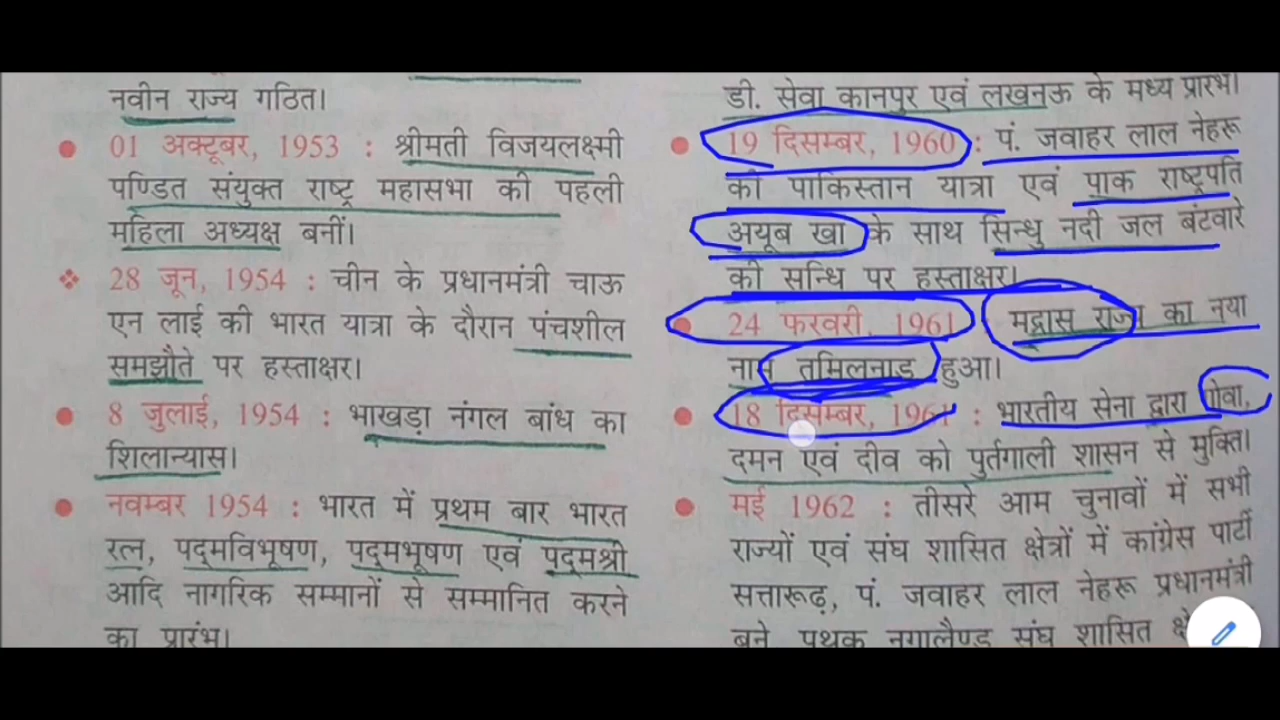 नवीन राज्य गठित।
01 अक्टूबर, 1953 : श्रीमती विजयलक्ष्मी
पण्डित संयुक्त राष्ट्र महासभा की पहली
महिला अध्यक्ष बनीं।
28 जून, 1954 : चीन के प्रधानमंत्री चाऊ
एन लाई की भारत यात्रा के दौरान पंचशील
समझौते पर हस्ताक्षर।
8 जुलाई, 1954 : भाखड़ा नंगल बांध का
शिलान्यास।
नवम्बर 1954 : भारत में प्रथम बार भारत
रत्न, पद्मविभूषण, पद्मभूषण एवं पद्मश्री
आदि नागरिक सम्मानों से सम्मानित करने
का प्रारंभ।
डी. सेवा कानपुर एवं लखनऊ के मध्य प्रारंभ।
19 दिसम्बर, 1960 : पं. जवाहर लाल नेहरू
की पाकिस्तान यात्रा एवं पाक राष्ट्रपति
अयूब खा के साथ सिन्धु नदी जल बंटवारे
की सन्धि पर हस्ताक्षर।
24 फरवरी, 1961 मद्रास राज्य का नया
नाम तमिलनाडु हुआ।
18 दिसम्बर, 1961 : भारतीय सेना द्वारा गोवा,
दमन एवं दीव को पुर्तगाली शासन से मुक्ति।
मई 1962 : तीसरे आम चुनावों में सभी
राज्यों एवं संघ शासित क्षेत्रों में कांग्रेस पार्टी
सत्तारूढ़, पं. जवाहर लाल नेहरू प्रधानमंत्री
बने, पृथक नगालैण्ड संघ शासित